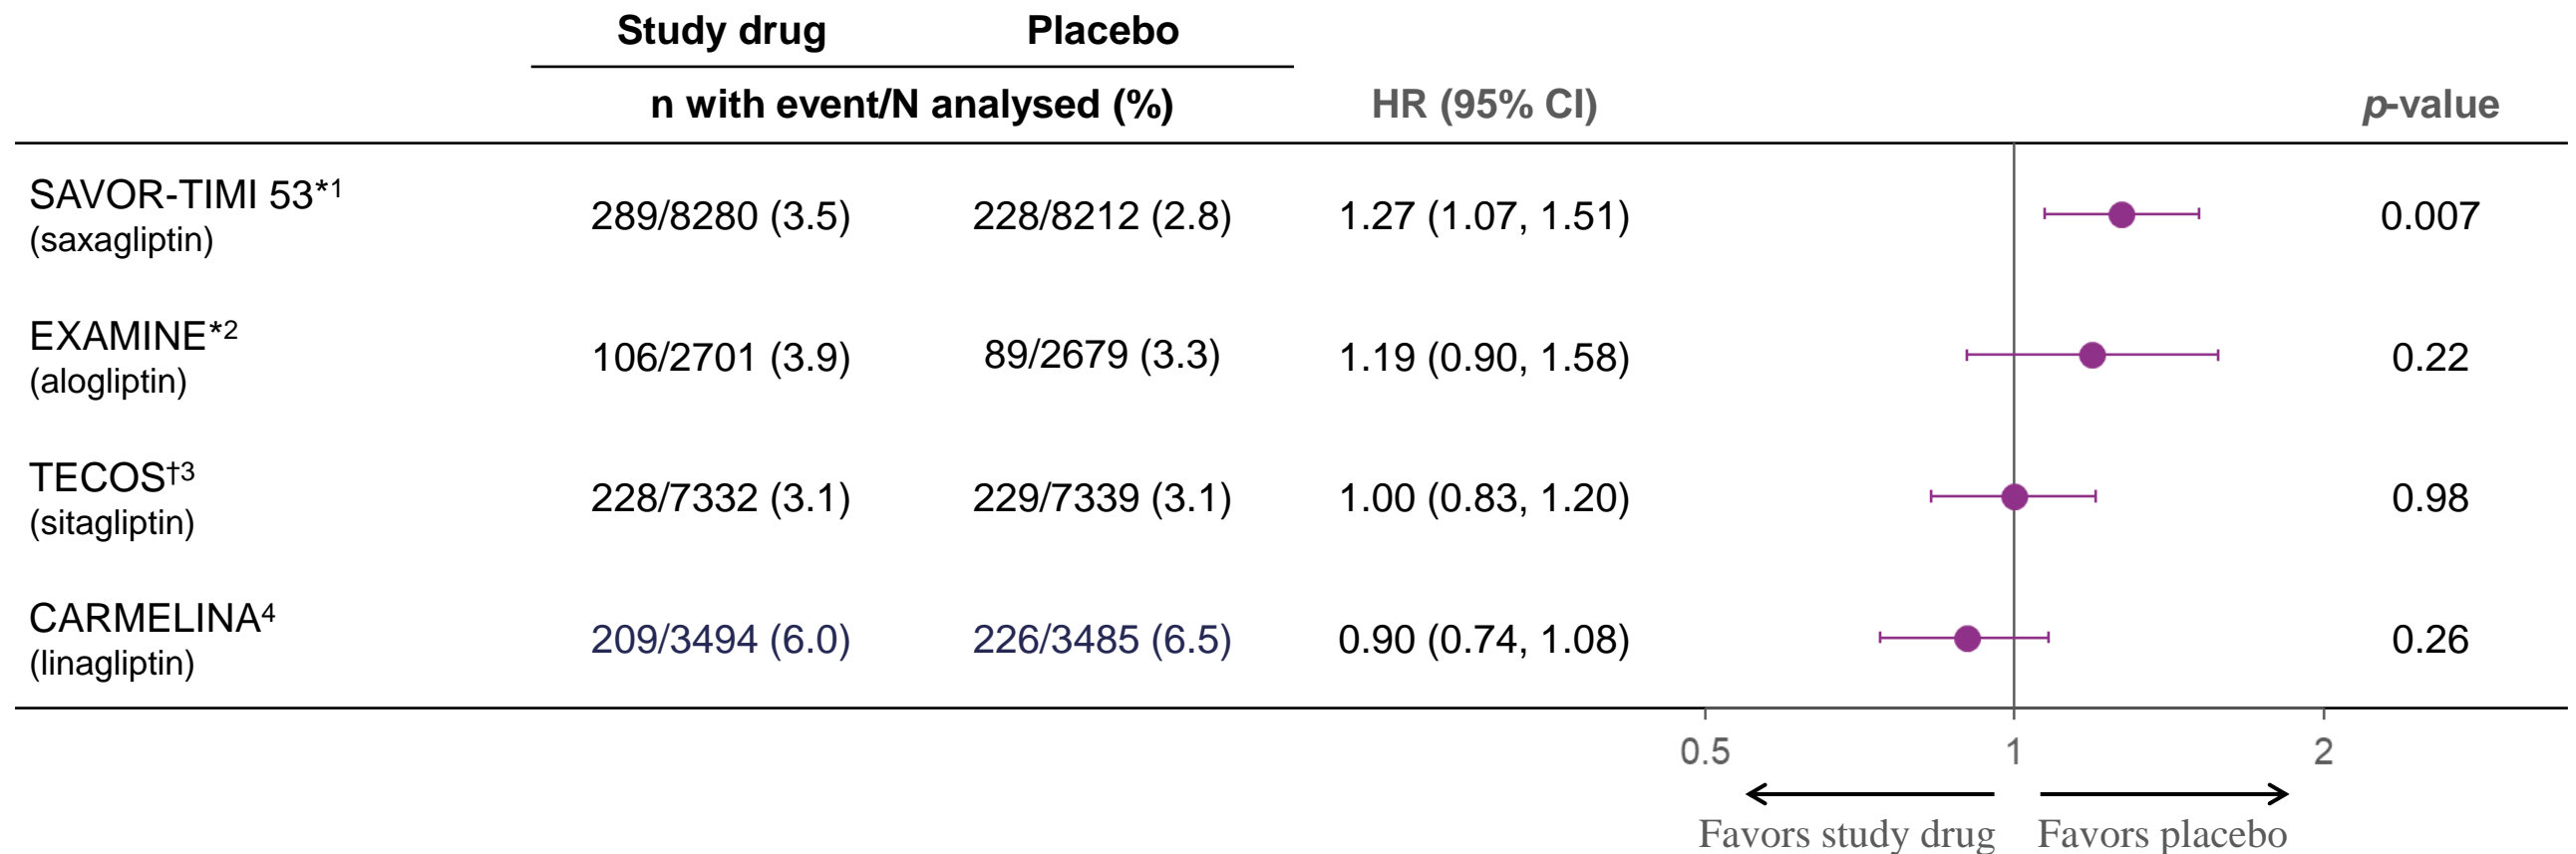 Study drug Placebo
n with event/N analysed (%) HR (95% CI) p-value
SAVOR-TIMI 53*1
(saxagliptin)
289/8280 (3.5) 228/8212 (2.8) 1.27 (1.07, 1.51) 0.007
EXAMINE*2
(alogliptin)
106/2701 (3.9) 89/2679 (3.3) 1.19 (0.90, 1.58) 0.22
TECOS†3
(sitagliptin)
228/7332 (3.1) 229/7339 (3.1) 1.00 (0.83, 1.20) 0.98
CARMELINA4
(linagliptin)
209/3494 (6.0) 226/3485 (6.5) 0.90 (0.74, 1.08) 0.26
0.5 1 2
Favors study drug Favors placebo